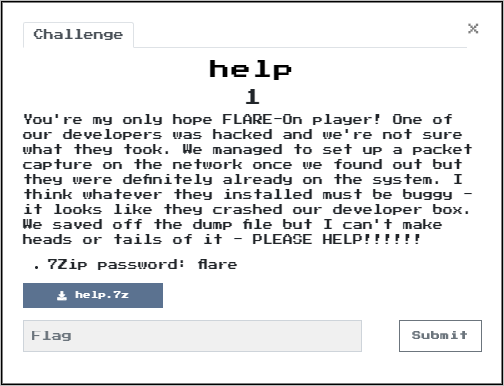 Challenge
×
help
1
You're my only hope FLARE-On player! One of
our developers was hacked and we're not sure
what they took. We managed to set up a packet
capture on the network once we found out but
they were definitely already on the system. I
think whatever they installed must be buggy -
it looks like they crashed our developer box.
We saved off the dump file but I can't make
heads or tails of it - PLEASE HELP!!!!!!
• 7Zip password: flare
help.7z
Flag
Submit